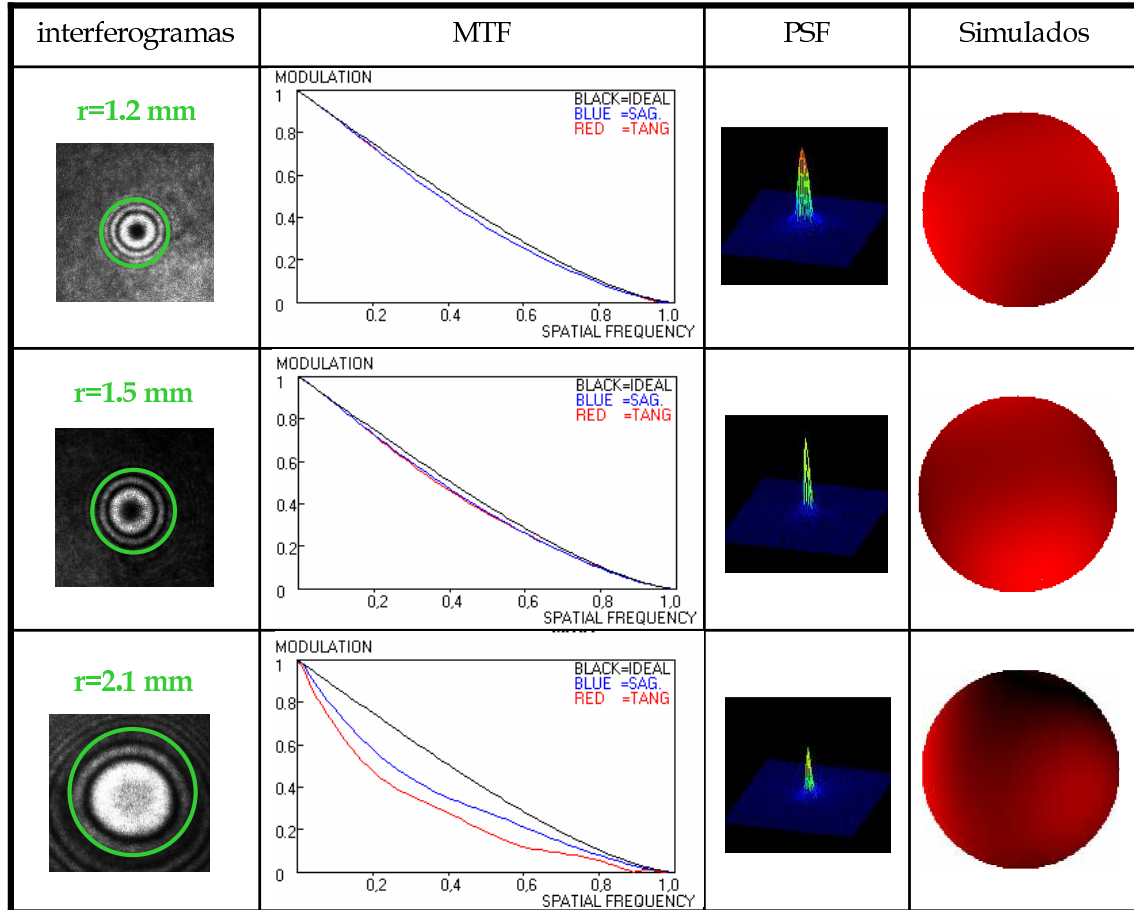 interferogramas MTF PSF Simulados
r=1.2 mm
MODULATION
BLACK=IDEAL
BLUE =SAG.
RED =TANG
1
0.8
0.6
0.4
0.2
0
0.2 0.4 0.6 0.8 1.0
SPATIAL FREQUENCY
r=1.5 mm
MODULATION
BLACK=IDEAL
BLUE =SAG.
RED =TANG
1
0.8
0.6
0.4
0.2
0
0,2 0,4 0,6 0,8 1,0
SPATIAL FREQUENCY
r=2.1 mm
MODULATION
BLACK=IDEAL
BLUE =SAG.
RED =TANG
1
0.8
0.6
0.4
0.2
0
0,2 0,4 0,6 0,8 1.0
SPATIAL FREQUENCY